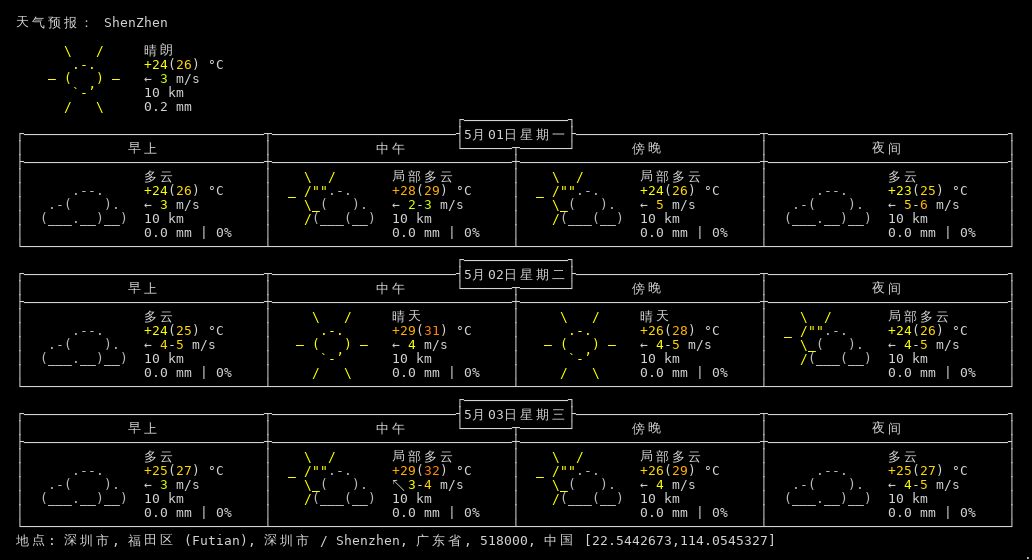 天气预报： ShenZhen
晴朗
+24(26) °C
← 3 m/s
10 km
0.2 mm
5月01日星期一
早上 中午 傍晚 夜间
多云 局部多云 局部多云 多云
+24(26) °C +28(29) °C +24(26) °C +23(25) °C
← 3 m/s ← 2-3 m/s ← 5 m/s ← 5-6 m/s
10 km 10 km 10 km 10 km
0.0 mm | 0% 0.0 mm | 0% 0.0 mm | 0% 0.0 mm | 0%
5月02日星期二
早上 中午 傍晚 夜间
多云 晴天 晴天 局部多云
+24(25) °C +29(31) °C +26(28) °C +24(26) °C
← 4-5 m/s ← 4 m/s ← 4-5 m/s ← 4-5 m/s
10 km 10 km 10 km 10 km
0.0 mm | 0% 0.0 mm | 0% 0.0 mm | 0% 0.0 mm | 0%
5月03日星期三
早上 中午 傍晚 夜间
多云 局部多云 局部多云 多云
+25(27) °C +29(32) °C +26(29) °C +25(27) °C
← 3 m/s ↖ 3-4 m/s ← 4 m/s ← 4-5 m/s
10 km 10 km 10 km 10 km
0.0 mm | 0% 0.0 mm | 0% 0.0 mm | 0% 0.0 mm | 0%
地点: 深圳市, 福田区 (Futian), 深圳市 / Shenzhen, 广东省, 518000, 中国 [22.5442673,114.0545327]